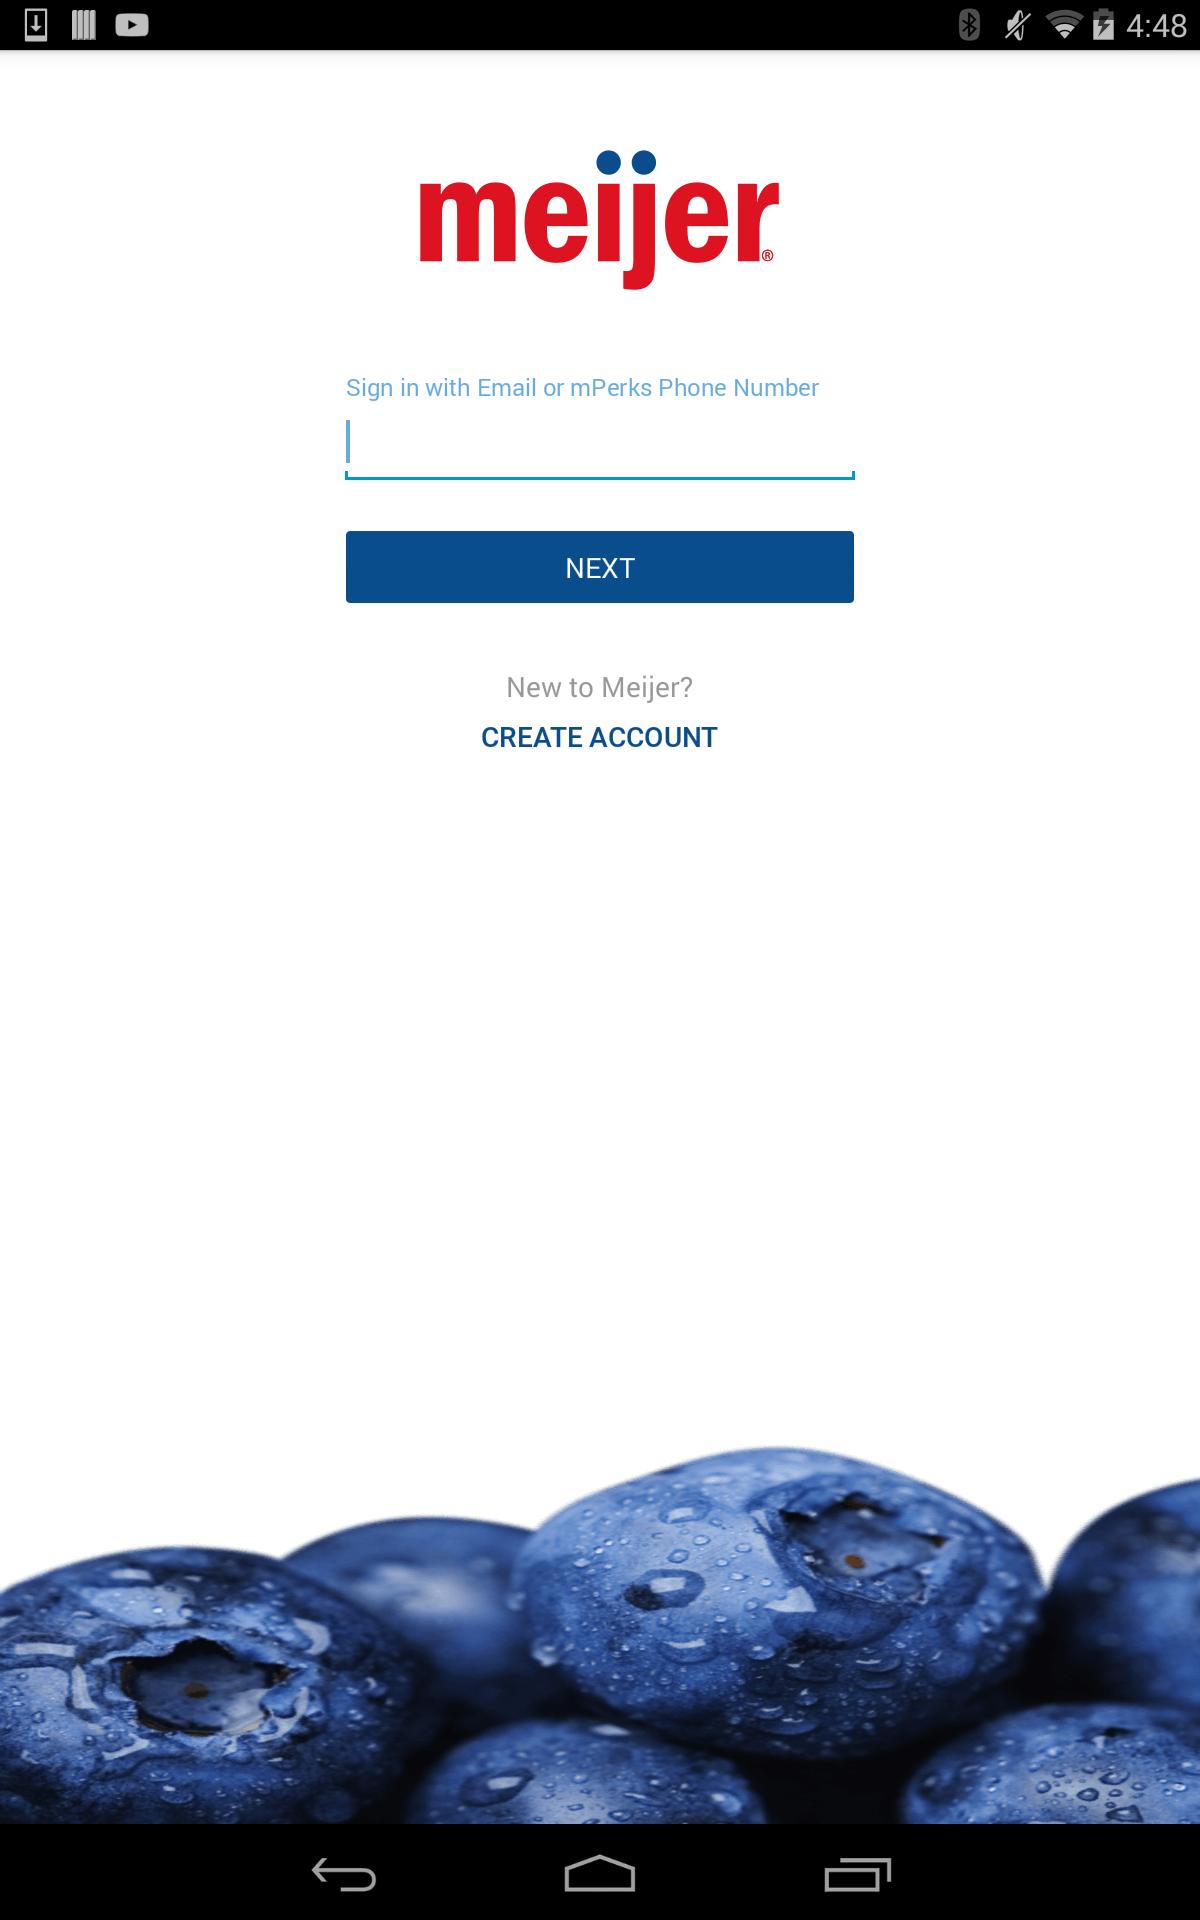 4:48
meijer®
Sign in with Email or mPerks Phone Number
NEXT
New to Meijer?
CREATE ACCOUNT